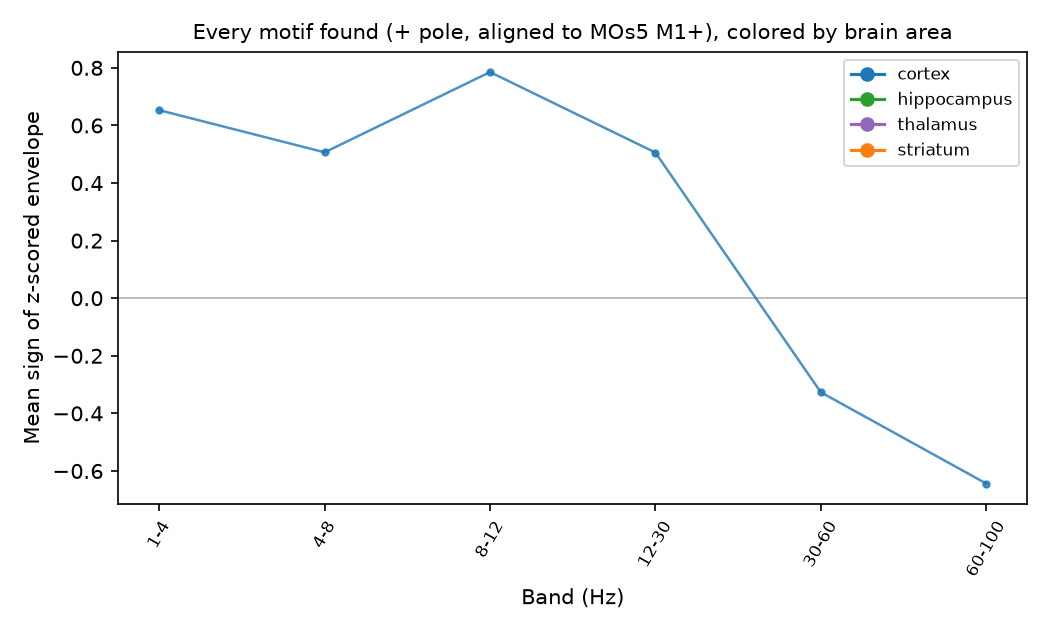 Every motif found (+ pole, aligned to MOs5 M1+), colored by brain area
cortex
hippocampus
thalamus
striatum
Mean sign of z-scored envelope
0.8
0.6
0.4
0.2
0.0
−0.2
−0.4
−0.6
1-4
4-8
8-12
12-30
30-60
60-100
Band (Hz)